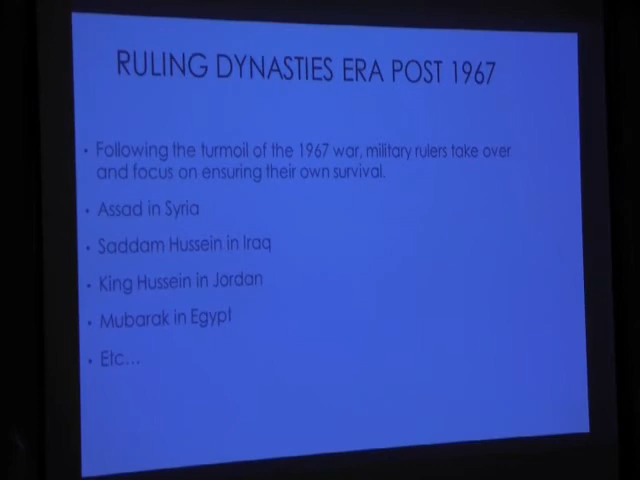 RULING DYNASTIES ERA POST 1967
• Following the turmoil of the 1967 war, military rulers take over
and focus on ensuring their own survival.
• Assad in Syria
• Saddam Hussein in Iraq
• King Hussein in Jordan
• Mubarak in Egypt
• Etc...